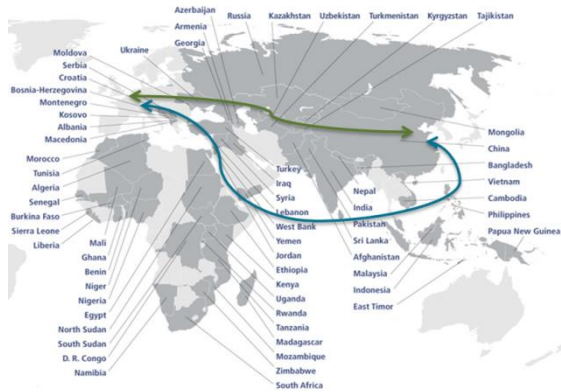 Azerbaijan
Armenia
Georgia
Russia
Kazakhstan
Uzbekistan
Turkmenistan
Kyrgyzstan
Tajikistan
Ukraine
Moldova
Serbia
Croatia
Bosnia-Herzegovina
Montenegro
Kosovo
Albania
Macedonia
Morocco
Tunisia
Algeria
Senegal
Burkina Faso
Sierra Leone
Liberia
Mali
Ghana
Benin
Niger
Nigeria
Egypt
North Sudan
South Sudan
D. R. Congo
Namibia
Turkey
Iraq
Syria
Lebanon
West Bank
Yemen
Jordan
Ethiopia
Kenya
Uganda
Rwanda
Tanzania
Madagascar
Mozambique
Zimbabwe
South Africa
Nepal
India
Pakistan
Sri Lanka
Afghanistan
Malaysia
Indonesia
East Timor
Mongolia
China
Bangladesh
Vietnam
Cambodia
Philippines
Papua New Guinea